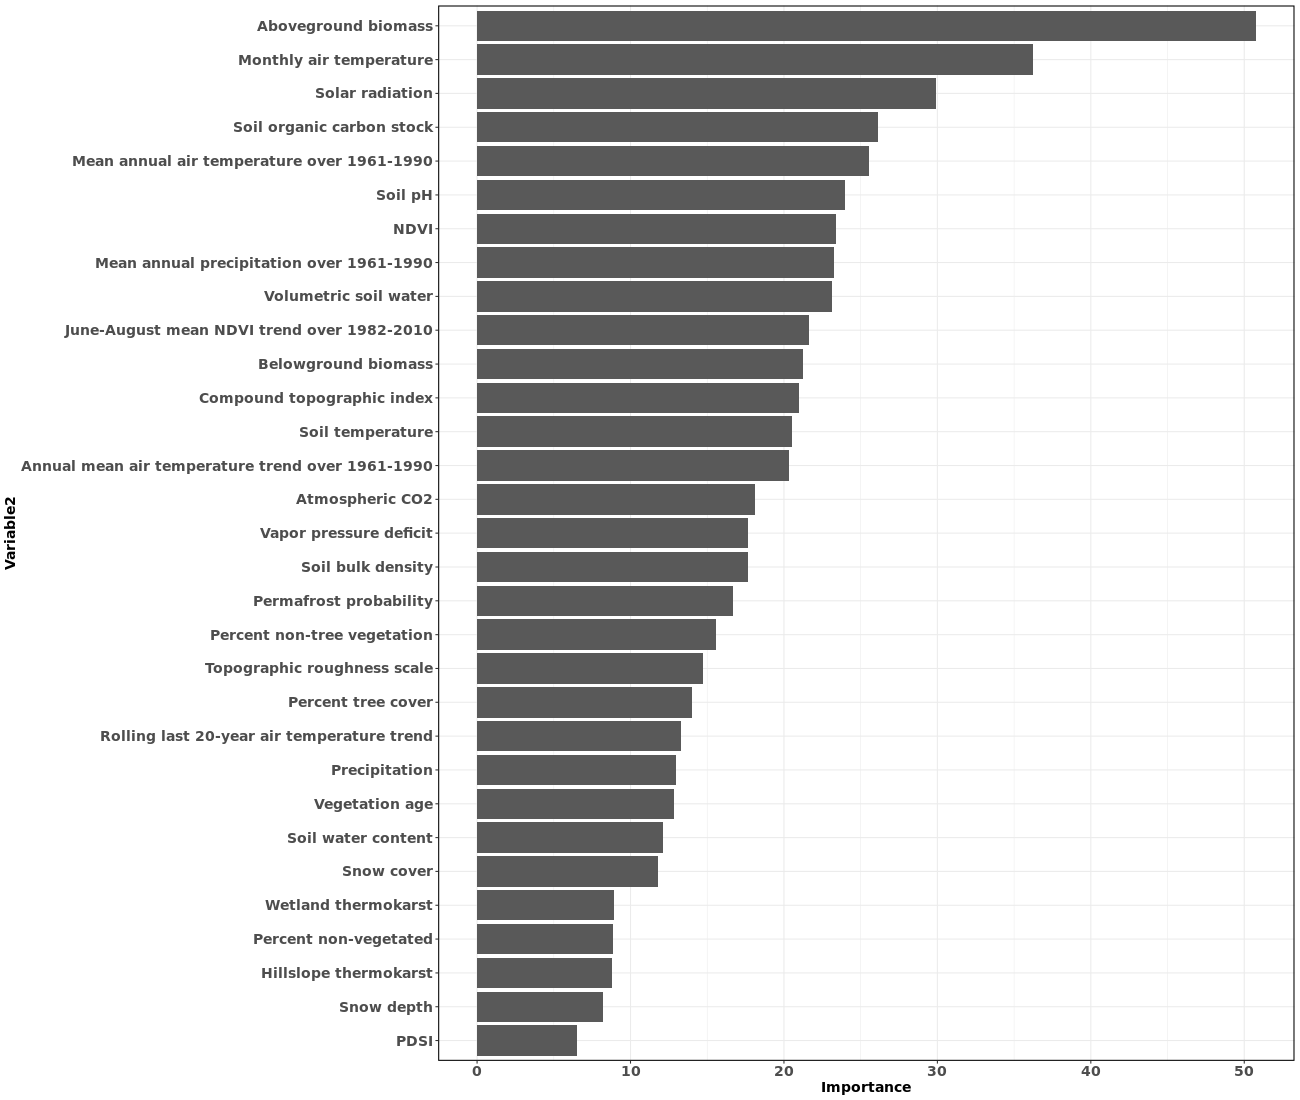 Aboveground biomass
Monthly air temperature
Solar radiation
Soil organic carbon stock
Mean annual air temperature over 1961-1990
Soil pH
NDVI
Mean annual precipitation over 1961-1990
Volumetric soil water
June-August mean NDVI trend over 1982-2010
Belowground biomass
Compound topographic index
Soil temperature
Annual mean air temperature trend over 1961-1990
Atmospheric CO2
Vapor pressure deficit
Soil bulk density
Permafrost probability
Percent non-tree vegetation
Topographic roughness scale
Percent tree cover
Rolling last 20-year air temperature trend
Precipitation
Vegetation age
Soil water content
Snow cover
Wetland thermokarst
Percent non-vegetated
Hillslope thermokarst
Snow depth
PDSI
Variable2
0 10 20 30 40 50
Importance